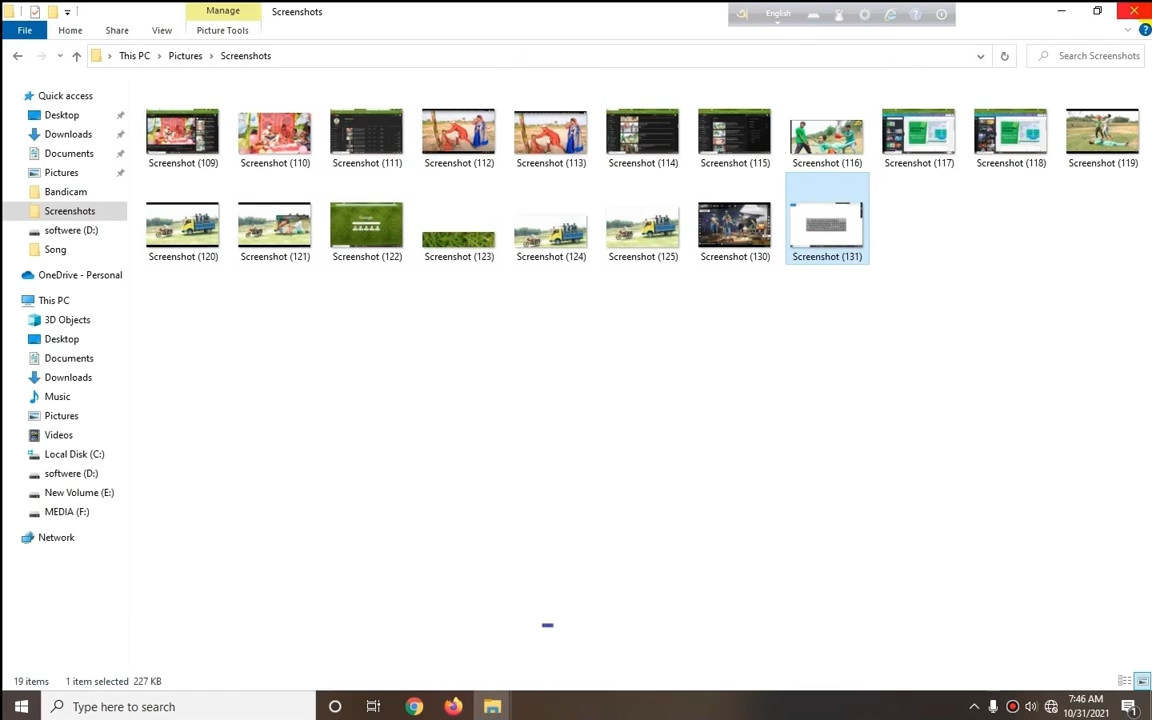 Manage
Screenshots
English
File
Home
Share
View
Picture Tools
This PC
Pictures
Screenshots
Search Screenshots
Quick access
Desktop
Downloads
Documents
Pictures
Bandicam
Screenshots
softwere (D:)
Song
OneDrive - Personal
This PC
3D Objects
Desktop
Documents
Downloads
Music
Pictures
Videos
Local Disk (C:)
softwere (D:)
New Volume (E:)
MEDIA (F:)
Network
Screenshot (109)
Screenshot (110)
Screenshot (111)
Screenshot (112)
Screenshot (113)
Screenshot (114)
Screenshot (115)
Screenshot (116)
Screenshot (117)
Screenshot (118)
Screenshot (119)
Screenshot (120)
Screenshot (121)
Screenshot (122)
Screenshot (123)
Screenshot (124)
Screenshot (125)
Screenshot (130)
Screenshot (131)
19 items
1 item selected 227 KB
Type here to search
7:46 AM
10/31/2021